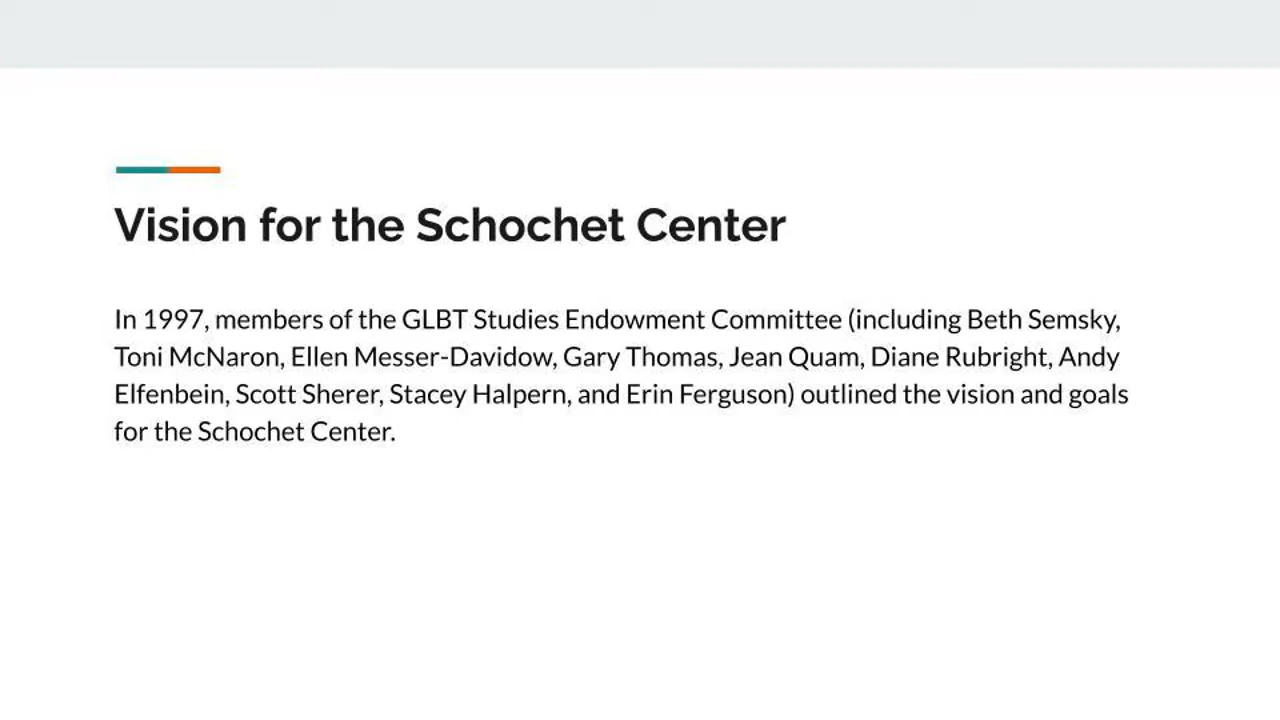 Vision for the Schochet Center
In 1997, members of the GLBT Studies Endowment Committee (including Beth Semsky,
Toni McNaron, Ellen Messer-Davidow, Gary Thomas, Jean Quam, Diane Rubright, Andy
Elfenbein, Scott Sherer, Stacey Halpern, and Erin Ferguson) outlined the vision and goals
for the Schochet Center.